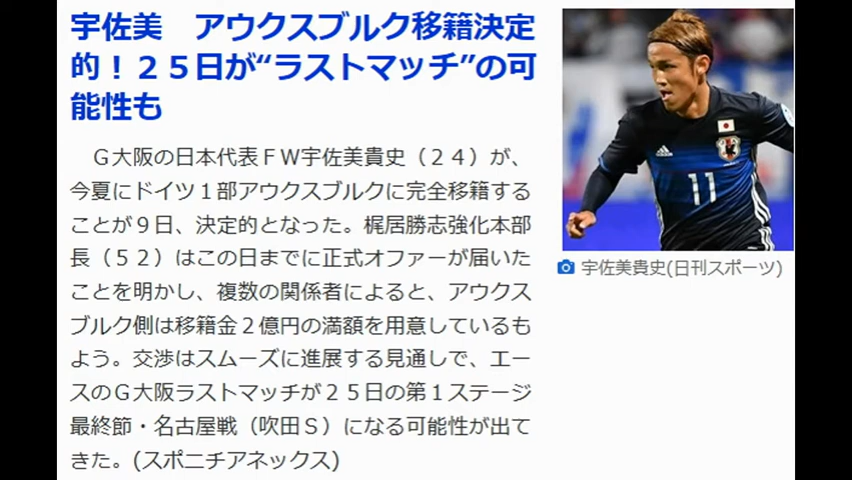 宇佐美　アウクスブルク移籍決定
的！２５日が“ラストマッチ”の可
能性も
　Ｇ大阪の日本代表ＦＷ宇佐美貴史（２４）が、
今夏にドイツ１部アウクスブルクに完全移籍する
ことが９日、決定的となった。梶居勝志強化本部
長（５２）はこの日までに正式オファーが届いた
ことを明かし、複数の関係者によると、アウクス
ブルク側は移籍金２億円の満額を用意しているも
よう。交渉はスムーズに進展する見通しで、エー
スのＧ大阪ラストマッチが２５日の第１ステージ
最終節・名古屋戦（吹田Ｓ）になる可能性が出て
きた。(スポニチアネックス)
11
宇佐美貴史(日刊スポーツ)